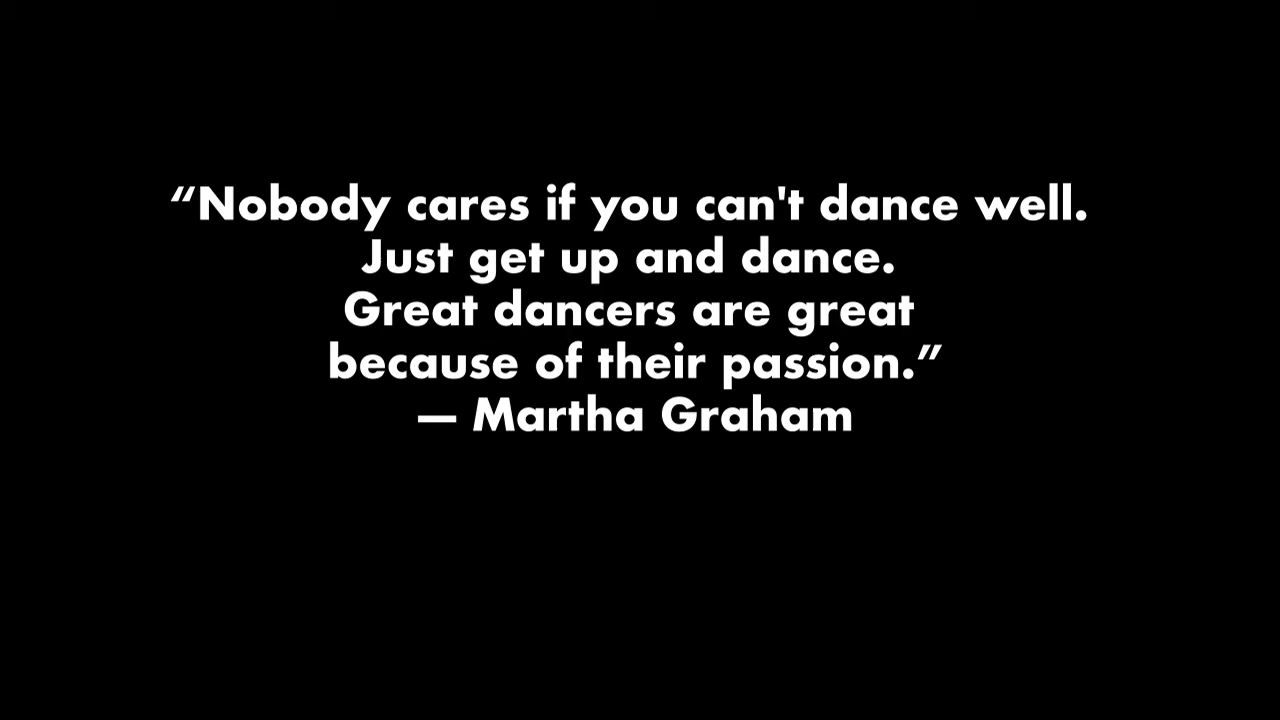 “Nobody cares if you can't dance well.
Just get up and dance.
Great dancers are great
because of their passion.”
— Martha Graham